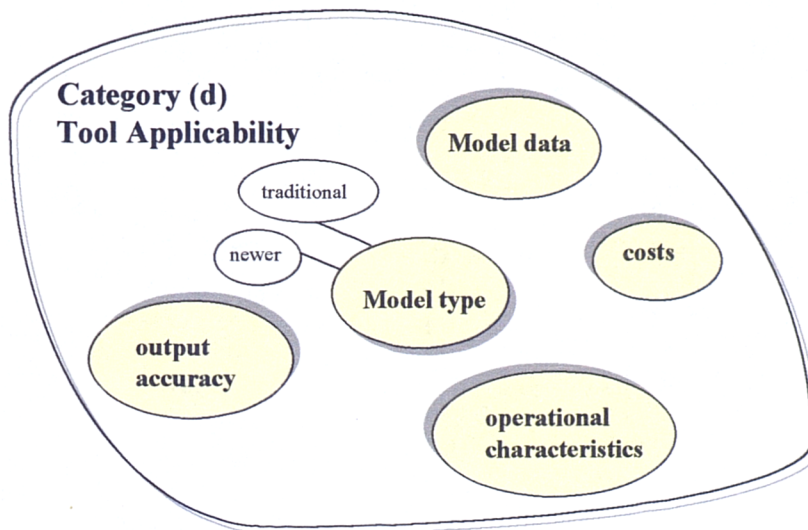 Category (d)
Tool Applicability
Model data
traditional
newer
costs
Model type
output
accuracy
operational
characteristics